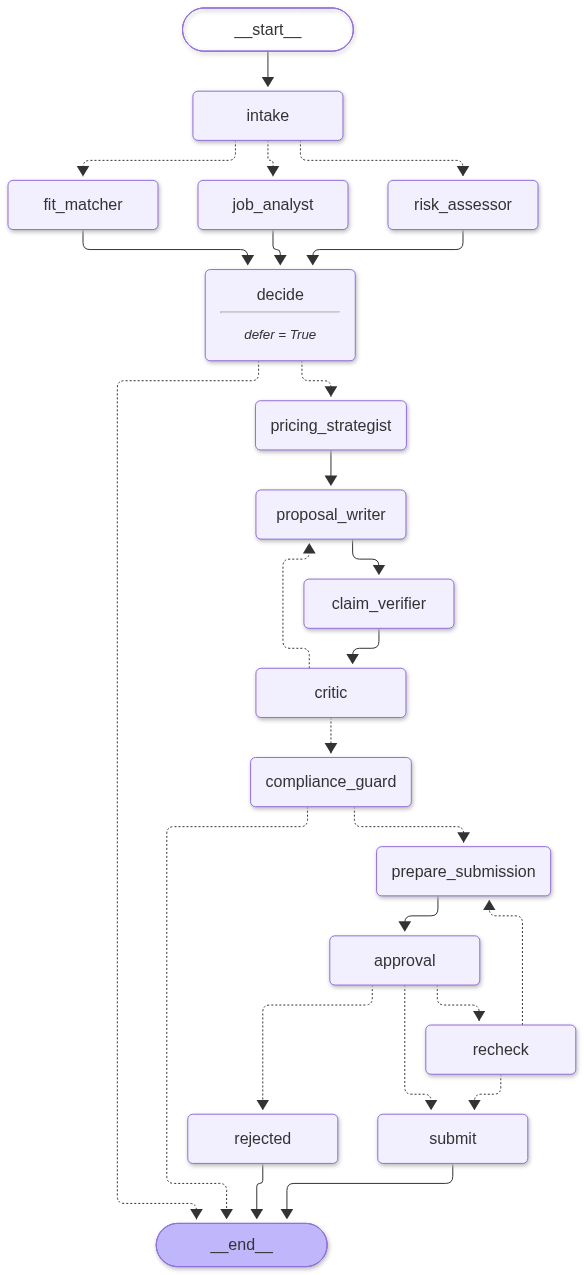 __start__
intake
fit_matcher
job_analyst
risk_assessor
decide
defer = True
pricing_strategist
proposal_writer
claim_verifier
critic
compliance_guard
prepare_submission
approval
recheck
rejected
submit
__end__